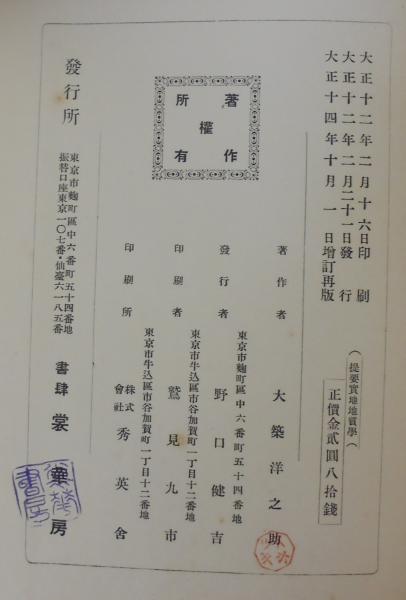 大正十二年二月十六日印刷
大正十二年二月二十一日發行
大正十四年十月一日增訂再版
（提要實地地質學）
正價金貳圓八拾錢
著作權所有
著作者 大築洋之助
東京市麴町區中六番町五十四番地
發行者 野口健吉
東京市牛込區市谷加賀町一丁目十二番地
印刷者 鷲見九市
東京市牛込區市谷加賀町一丁目十二番地
印刷所 株式會社 秀英舍
發行所
東京市麴町區中六番町五十四番地
振替口座東京一〇七番・仙臺六一八五番
書肆 裳華房